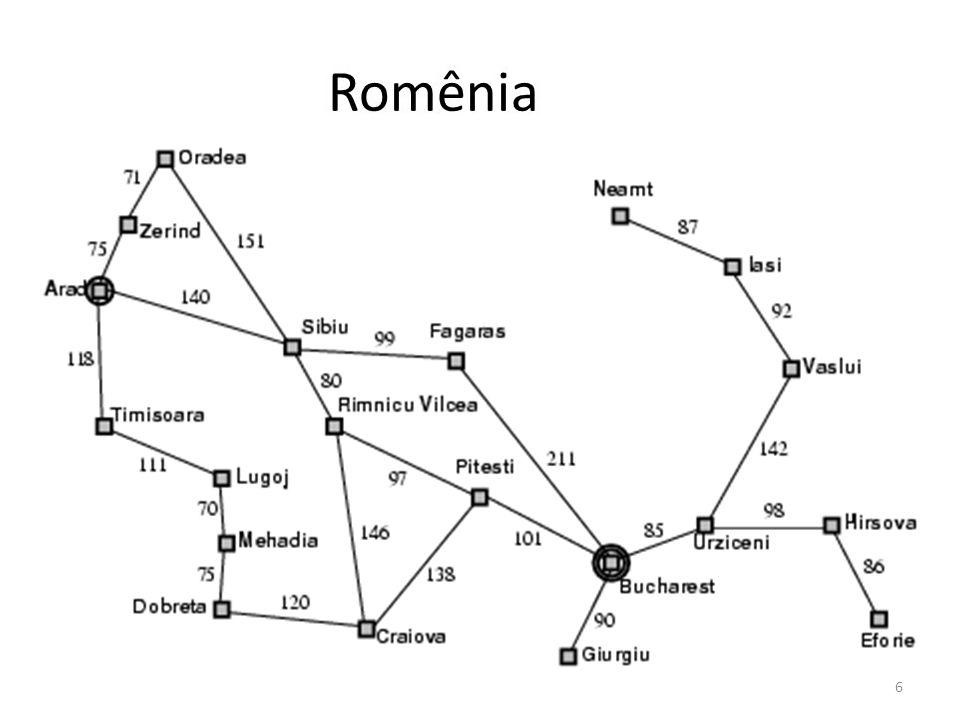 Romênia
Oradea
71
Neamt
Zerind
87
151
75
Iasi
Arad
140
92
Sibiu
Fagaras
99
118
Vaslui
80
Timisoara
Rimnicu Vilcea
142
111
Pitesti
211
Lugoj
97
70
98
Hirsova
Mehadia
146
101
85
Urziceni
75
138
86
Bucharest
Dobreta
120
90
Craiova
Eforie
Giurgiu
6